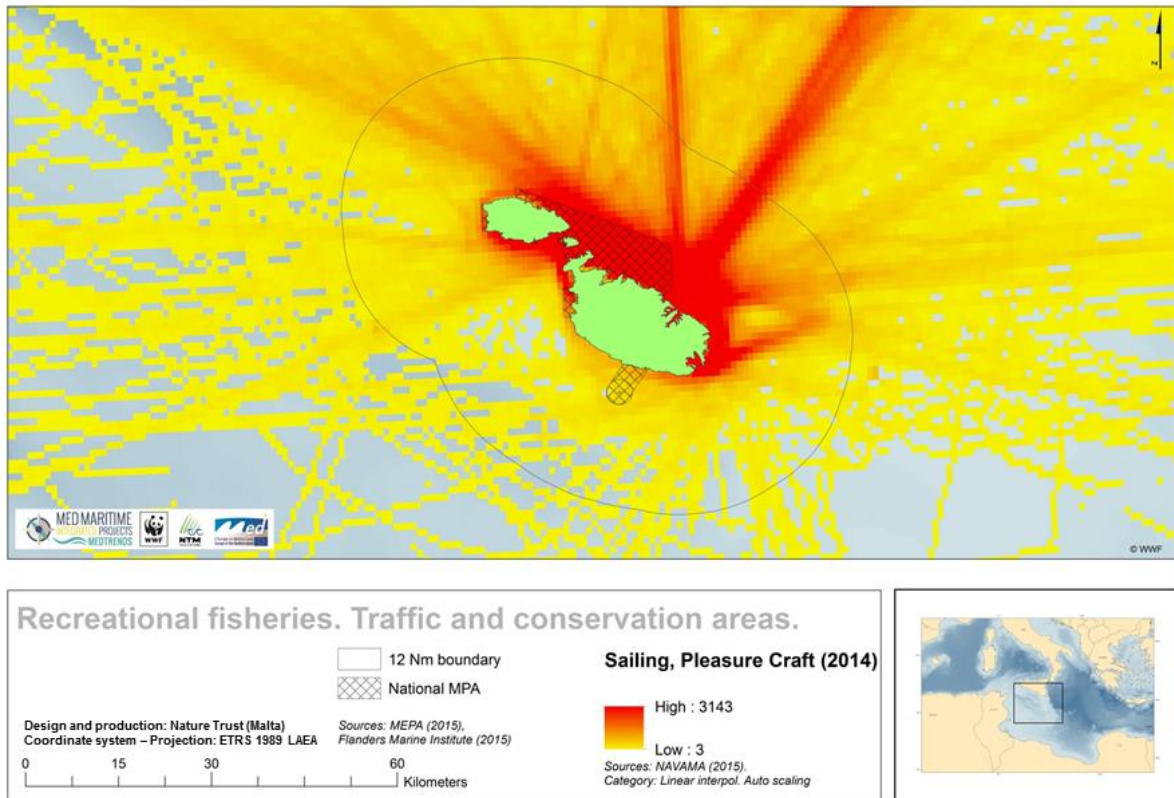 N
MED MARITIME
INTEGRATED PROJECTS
MEDTRENDS
WWF
NTM
Med
© WWF
Recreational fisheries. Traffic and conservation areas.
12 Nm boundary
National MPA
Sailing, Pleasure Craft (2014)
High : 3143
Low : 3
Design and production: Nature Trust (Malta)
Coordinate system – Projection: ETRS 1989 LAEA
Sources: MEPA (2015),
Flanders Marine Institute (2015)
Sources: NAVAMA (2015).
Category: Linear interpol. Auto scaling
0 15 30 60
Kilometers